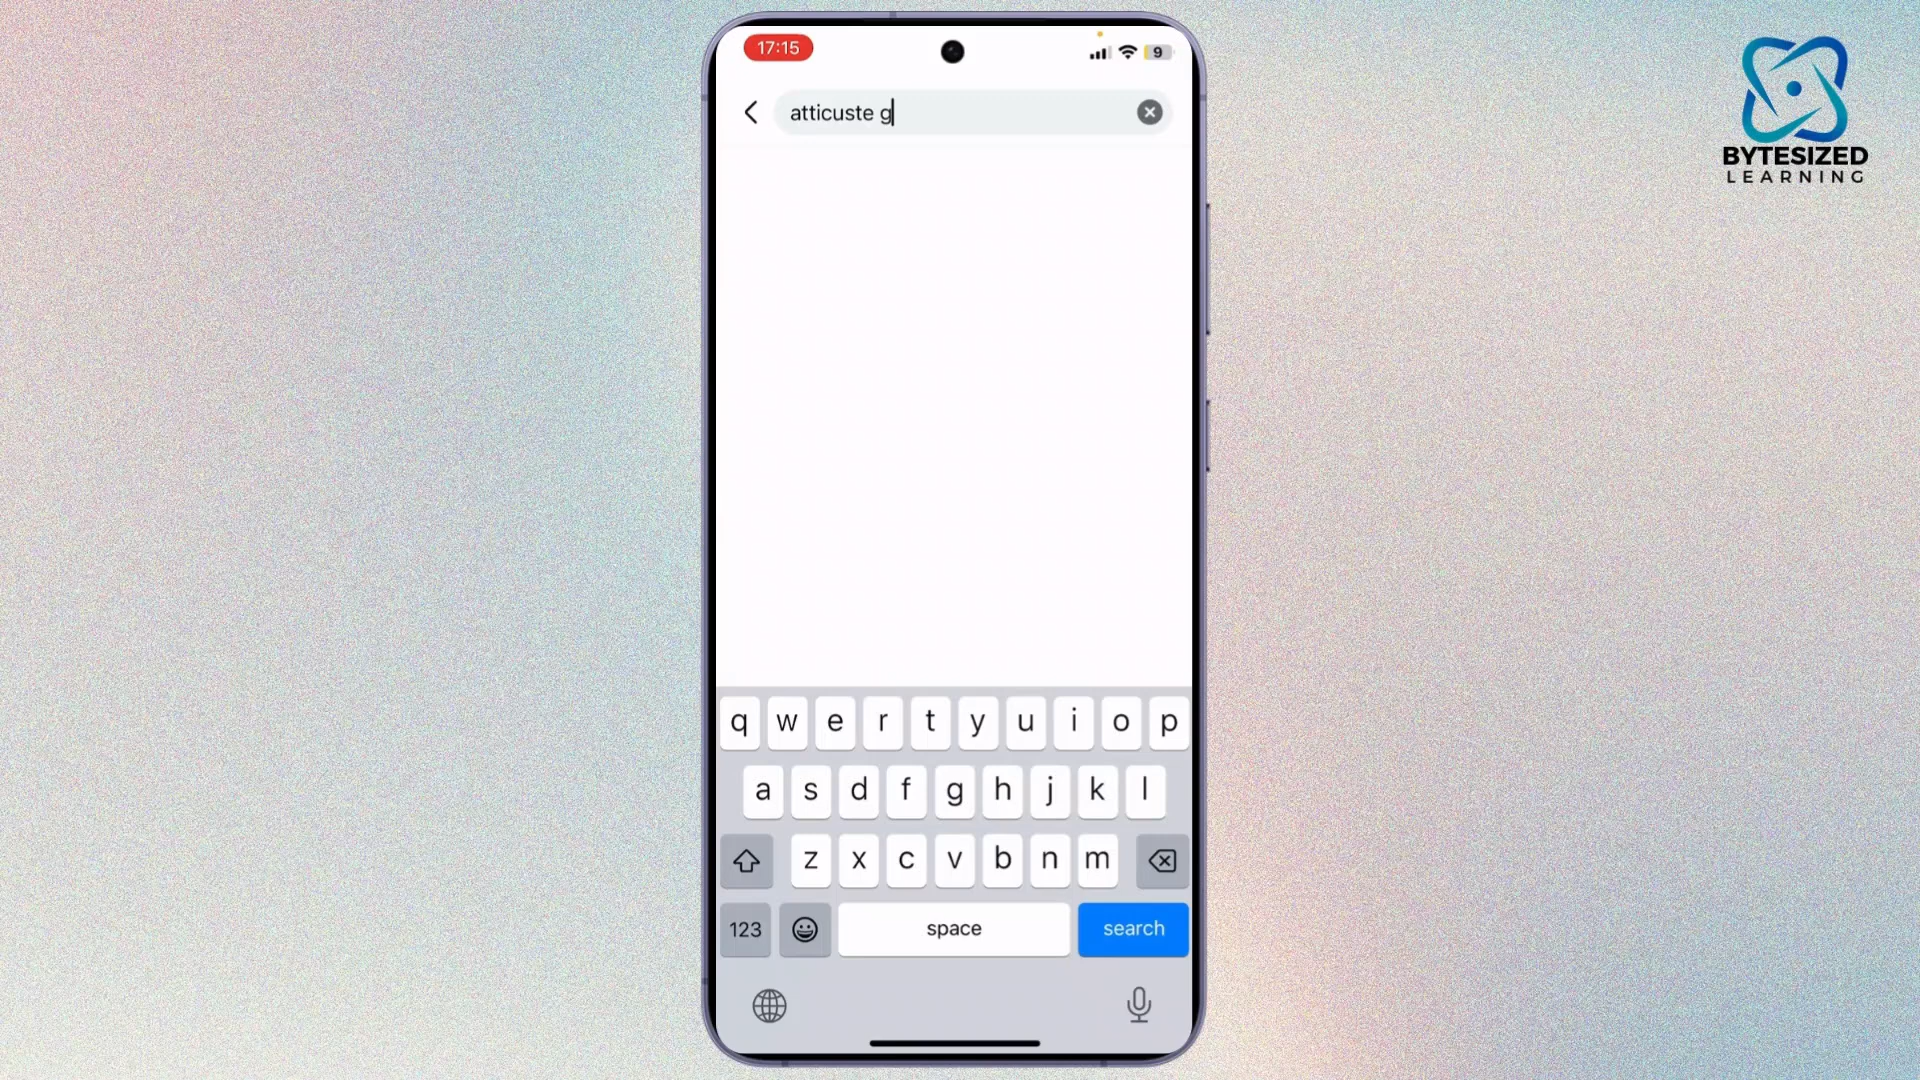 17:15
9
atticuste g
q w e r t y u i o p
a s d f g h j k l
z x c v b n m
123 space search
BYTESIZED
LEARNING